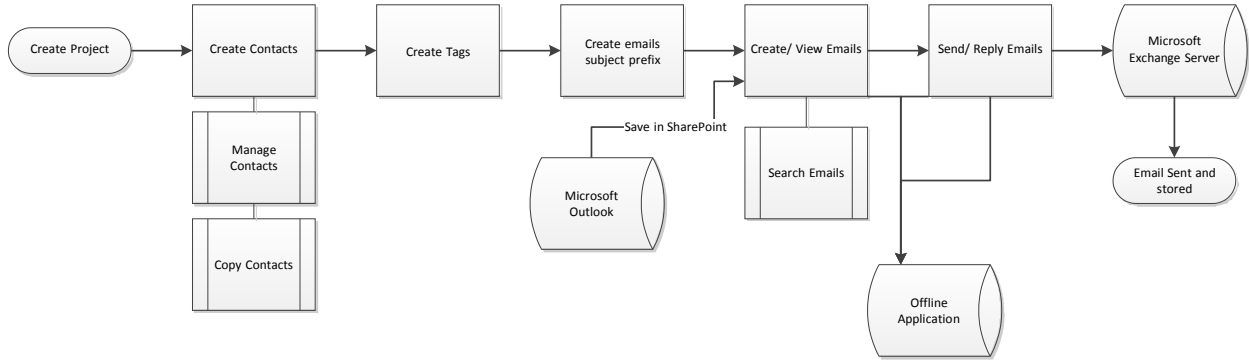 Create Project
Create Contacts
Create Tags
Create emails
subject prefix
Create/ View Emails
Send/ Reply Emails
Microsoft
Exchange Server
Manage
Contacts
Save in SharePoint
Search Emails
Email Sent and
stored
Microsoft
Outlook
Copy Contacts
Offline
Application